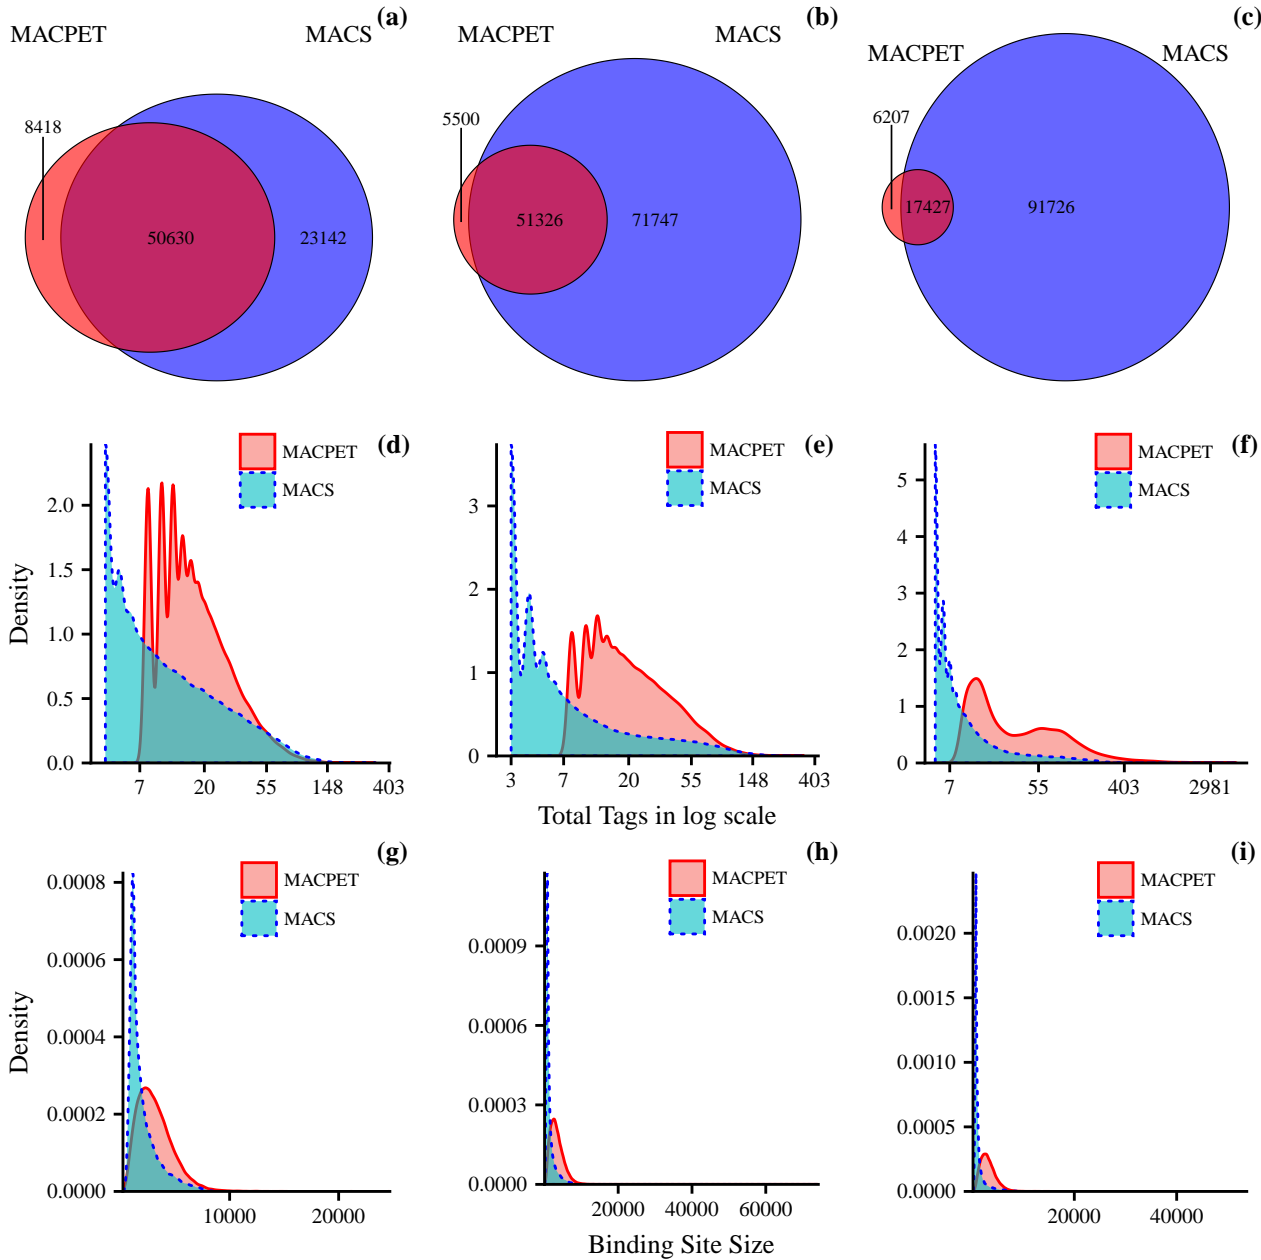 (a)
(b)
(c)
MACPET
MACS
MACPET
MACS
MACPET
MACS
8418
50630
23142
5500
51326
71747
6207
17427
91726
(d)
MACPET
MACS
Density
2.0
1.5
1.0
0.5
0.0
7
20
55
148
403
(e)
MACPET
MACS
3
2
1
0
3
7
20
55
148
403
Total Tags in log scale
(f)
MACPET
MACS
5
4
3
2
1
0
7
55
403
2981
(g)
MACPET
MACS
Density
0.0008
0.0006
0.0004
0.0002
0.0000
10000
20000
(h)
MACPET
MACS
0.0009
0.0006
0.0003
0.0000
20000
40000
60000
Binding Site Size
(i)
MACPET
MACS
0.0020
0.0015
0.0010
0.0005
0.0000
20000
40000